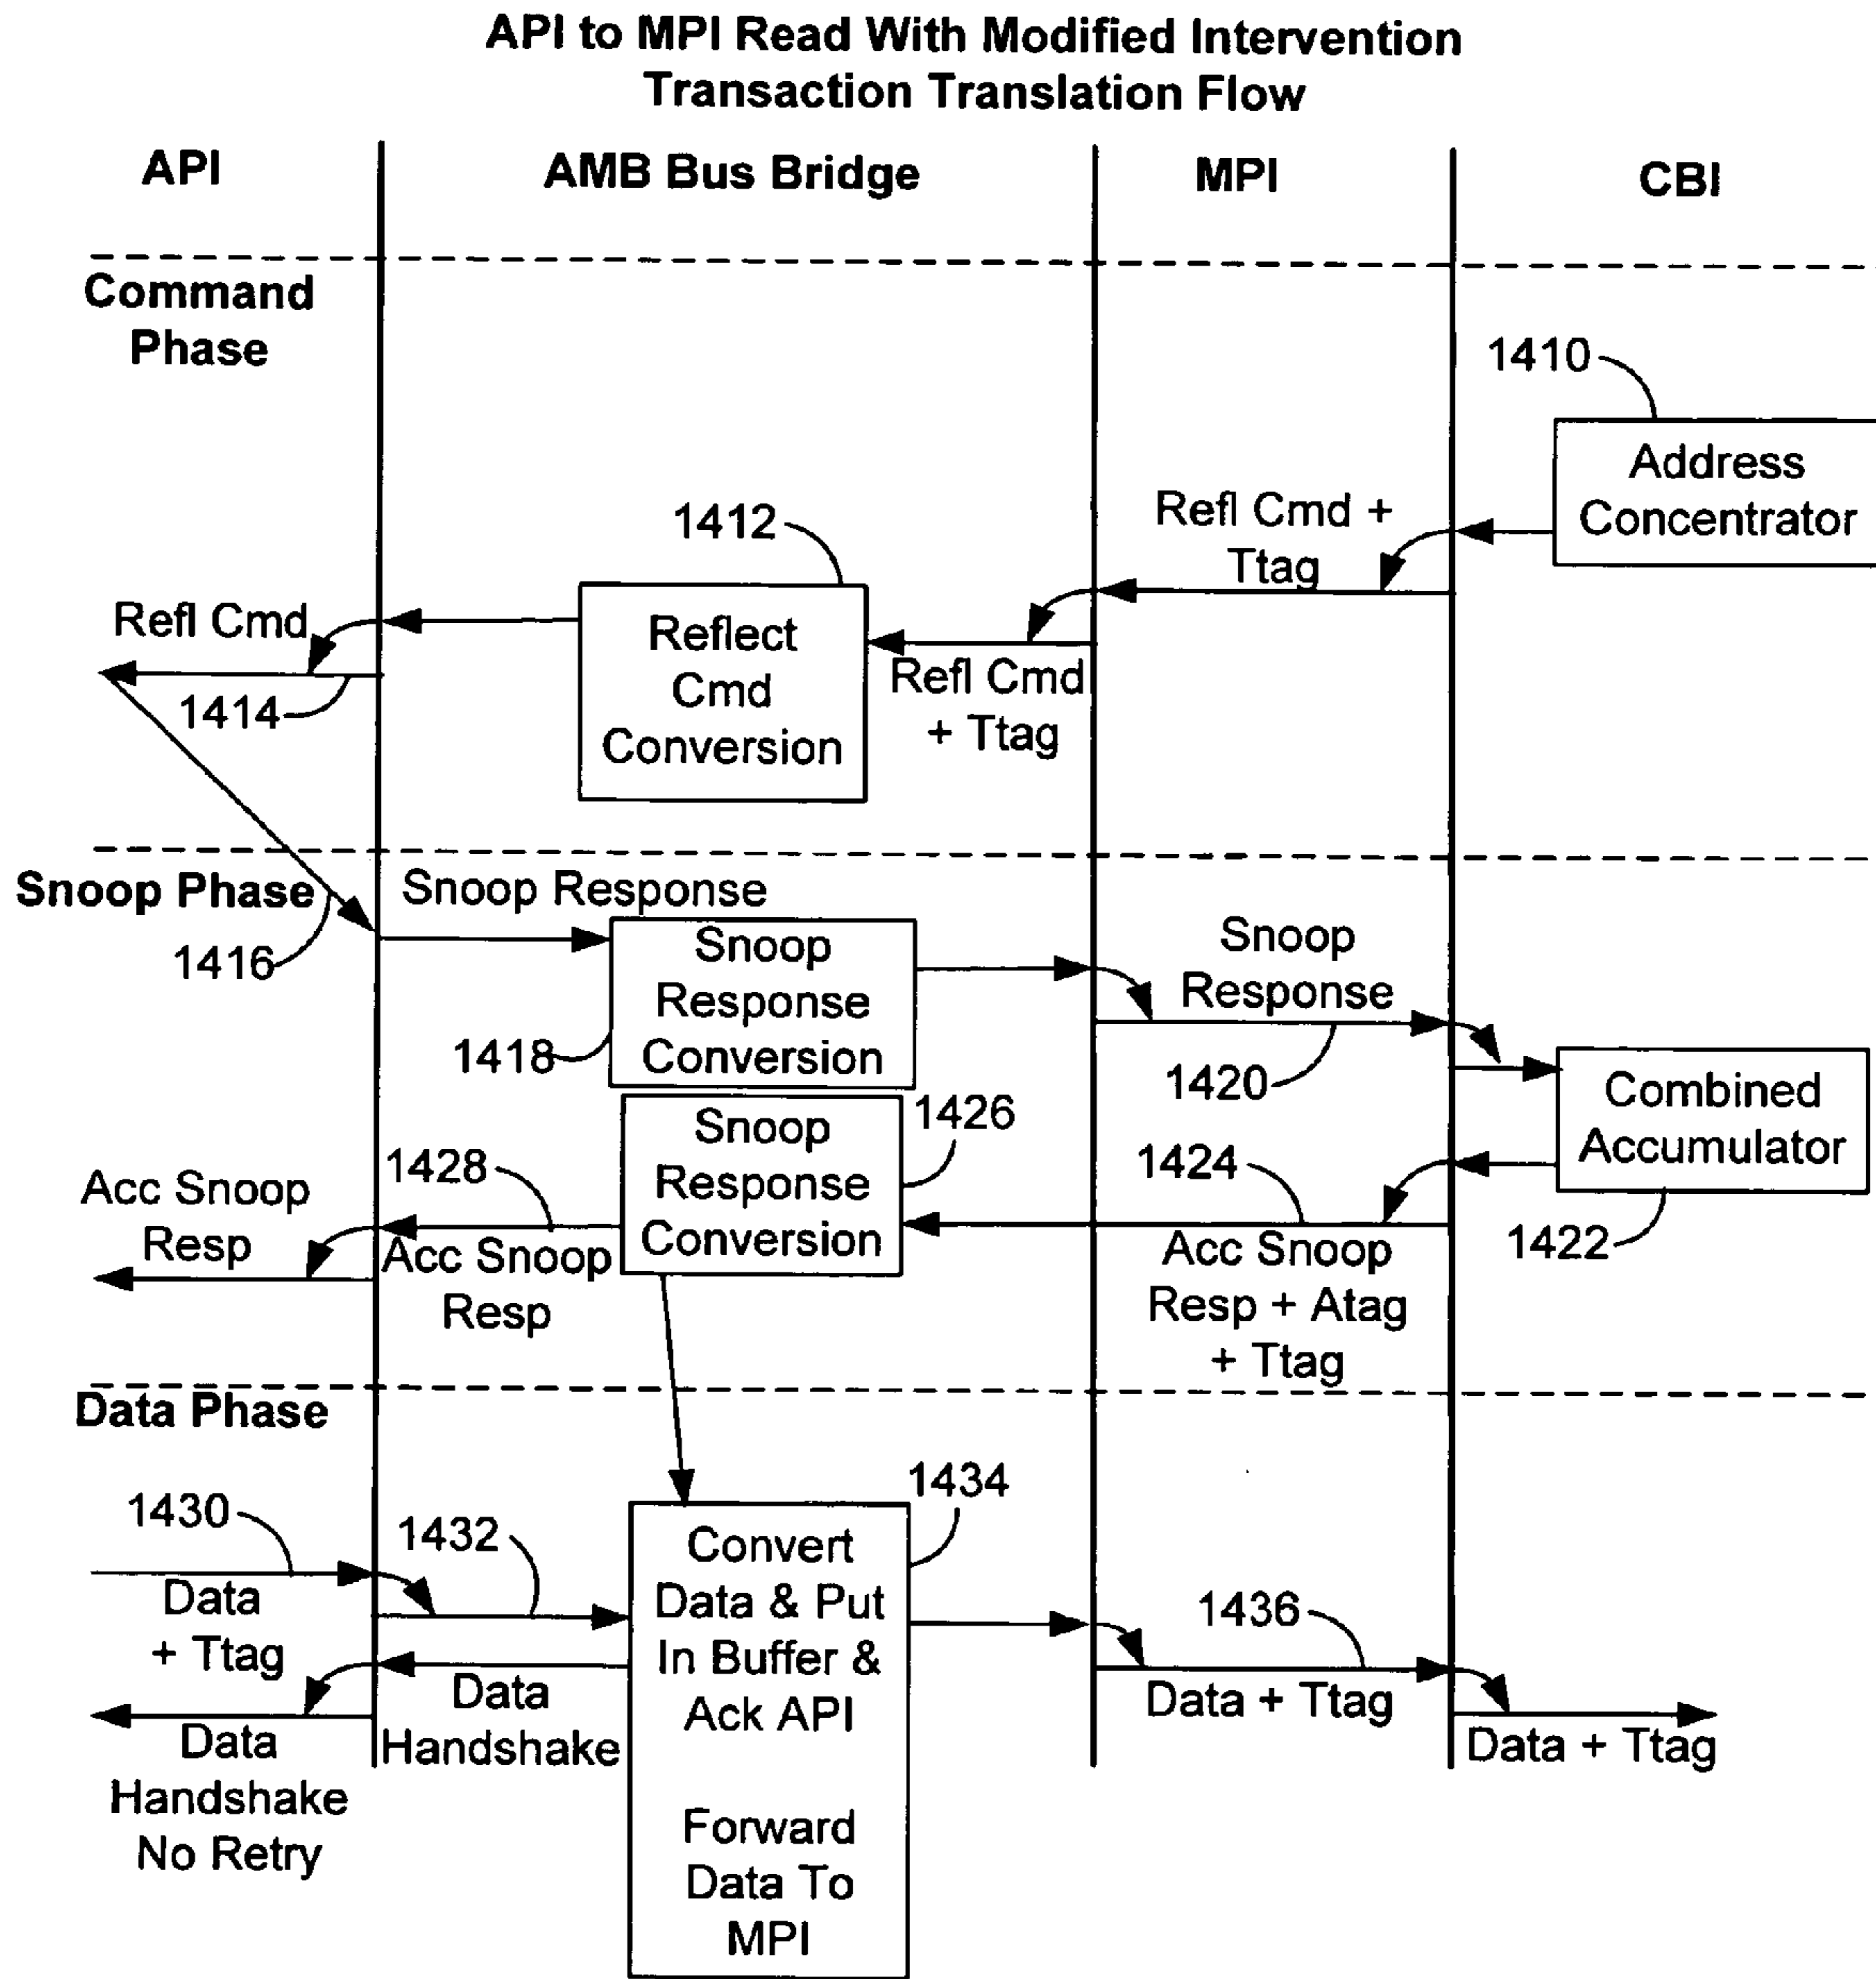 API to MPI Read With Modified Intervention
Transaction Translation Flow
API
AMB Bus Bridge
MPI
CBI
Command
Phase
1410
Address
Concentrator
Refl Cmd +
Ttag
1412
Reflect
Cmd
Conversion
Refl Cmd
+ Ttag
Refl Cmd
1414
Snoop Phase
1416
Snoop Response
Snoop
Response
Conversion
1418
Snoop
Response
1420
Combined
Accumulator
1422
1424
Acc Snoop
Resp + Atag
+ Ttag
Snoop
Response
Conversion
1426
1428
Acc Snoop
Resp
Acc Snoop
Resp
Data Phase
1430
Data
+ Ttag
1432
1434
Convert
Data & Put
In Buffer &
Ack API
Forward
Data To
MPI
Data
Handshake
Data
Handshake
No Retry
1436
Data + Ttag
Data + Ttag